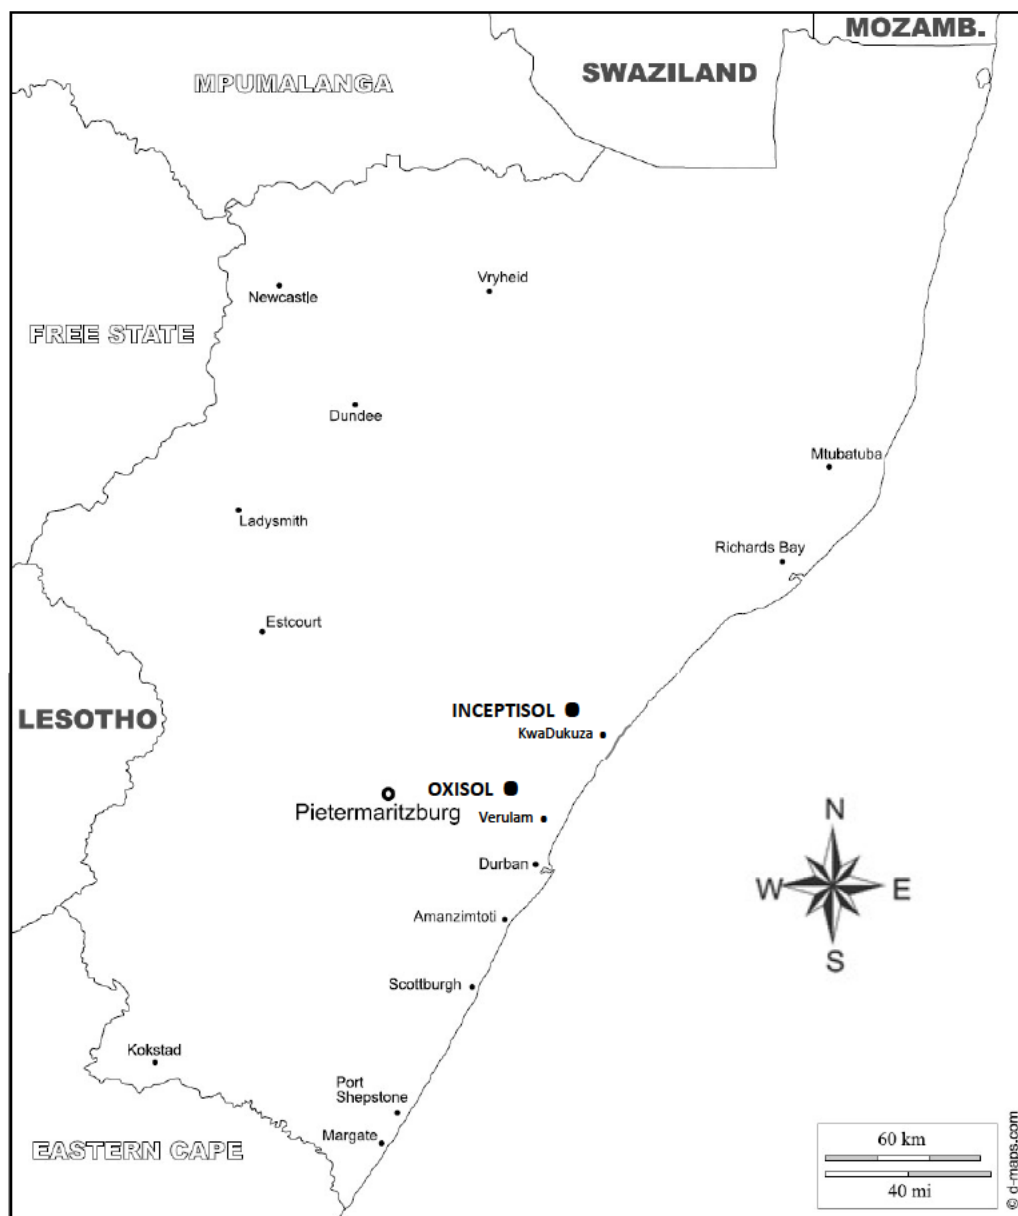 MOZAMB.
SWAZILAND
MPUMALANGA
Vryheid
Newcastle
FREE STATE
Dundee
Mtubatuba
Ladysmith
Richards Bay
Estcourt
INCEPTISOL
LESOTHO
KwaDukuza
OXISOL
Pietermaritzburg
Verulam
N
Durban
W
E
Amanzimtoti
S
Scottburgh
Kokstad
Port
Shepstone
Margate
EASTERN CAPE
60 km
40 mi
© d-maps.com